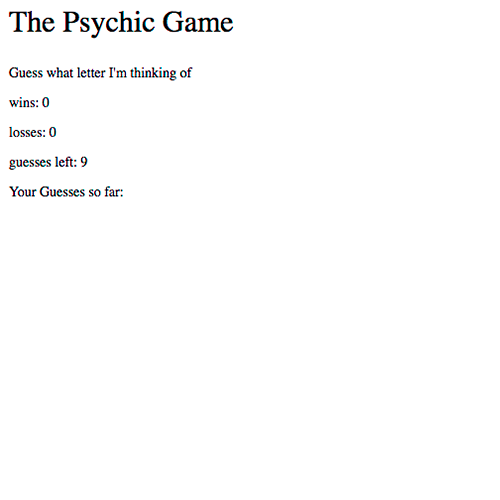 The Psychic Game
Guess what letter I'm thinking of
wins: 0
losses: 0
guesses left: 9
Your Guesses so far: